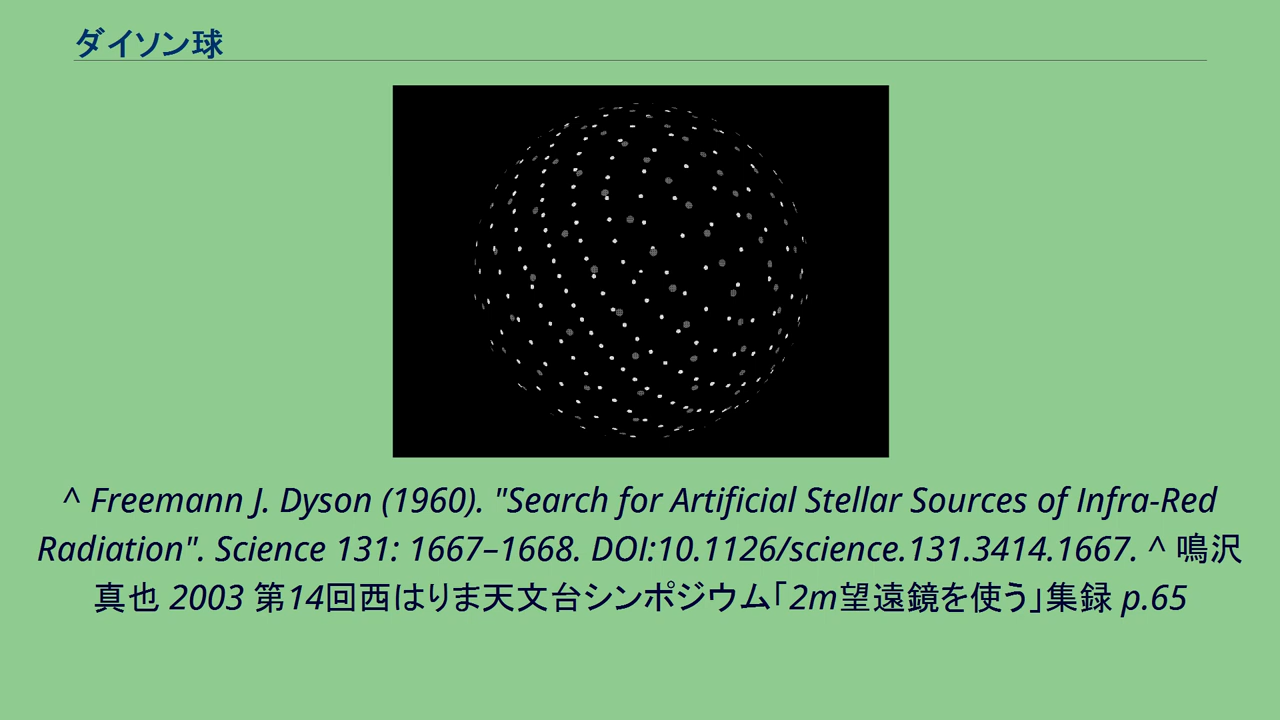 ダイソン球
^ Freemann J. Dyson (1960). "Search for Artificial Stellar Sources of Infra-Red
Radiation". Science 131: 1667–1668. DOI:10.1126/science.131.3414.1667. ^ 鳴沢
真也 2003 第14回西はりま天文台シンポジウム「2m望遠鏡を使う」集録 p.65